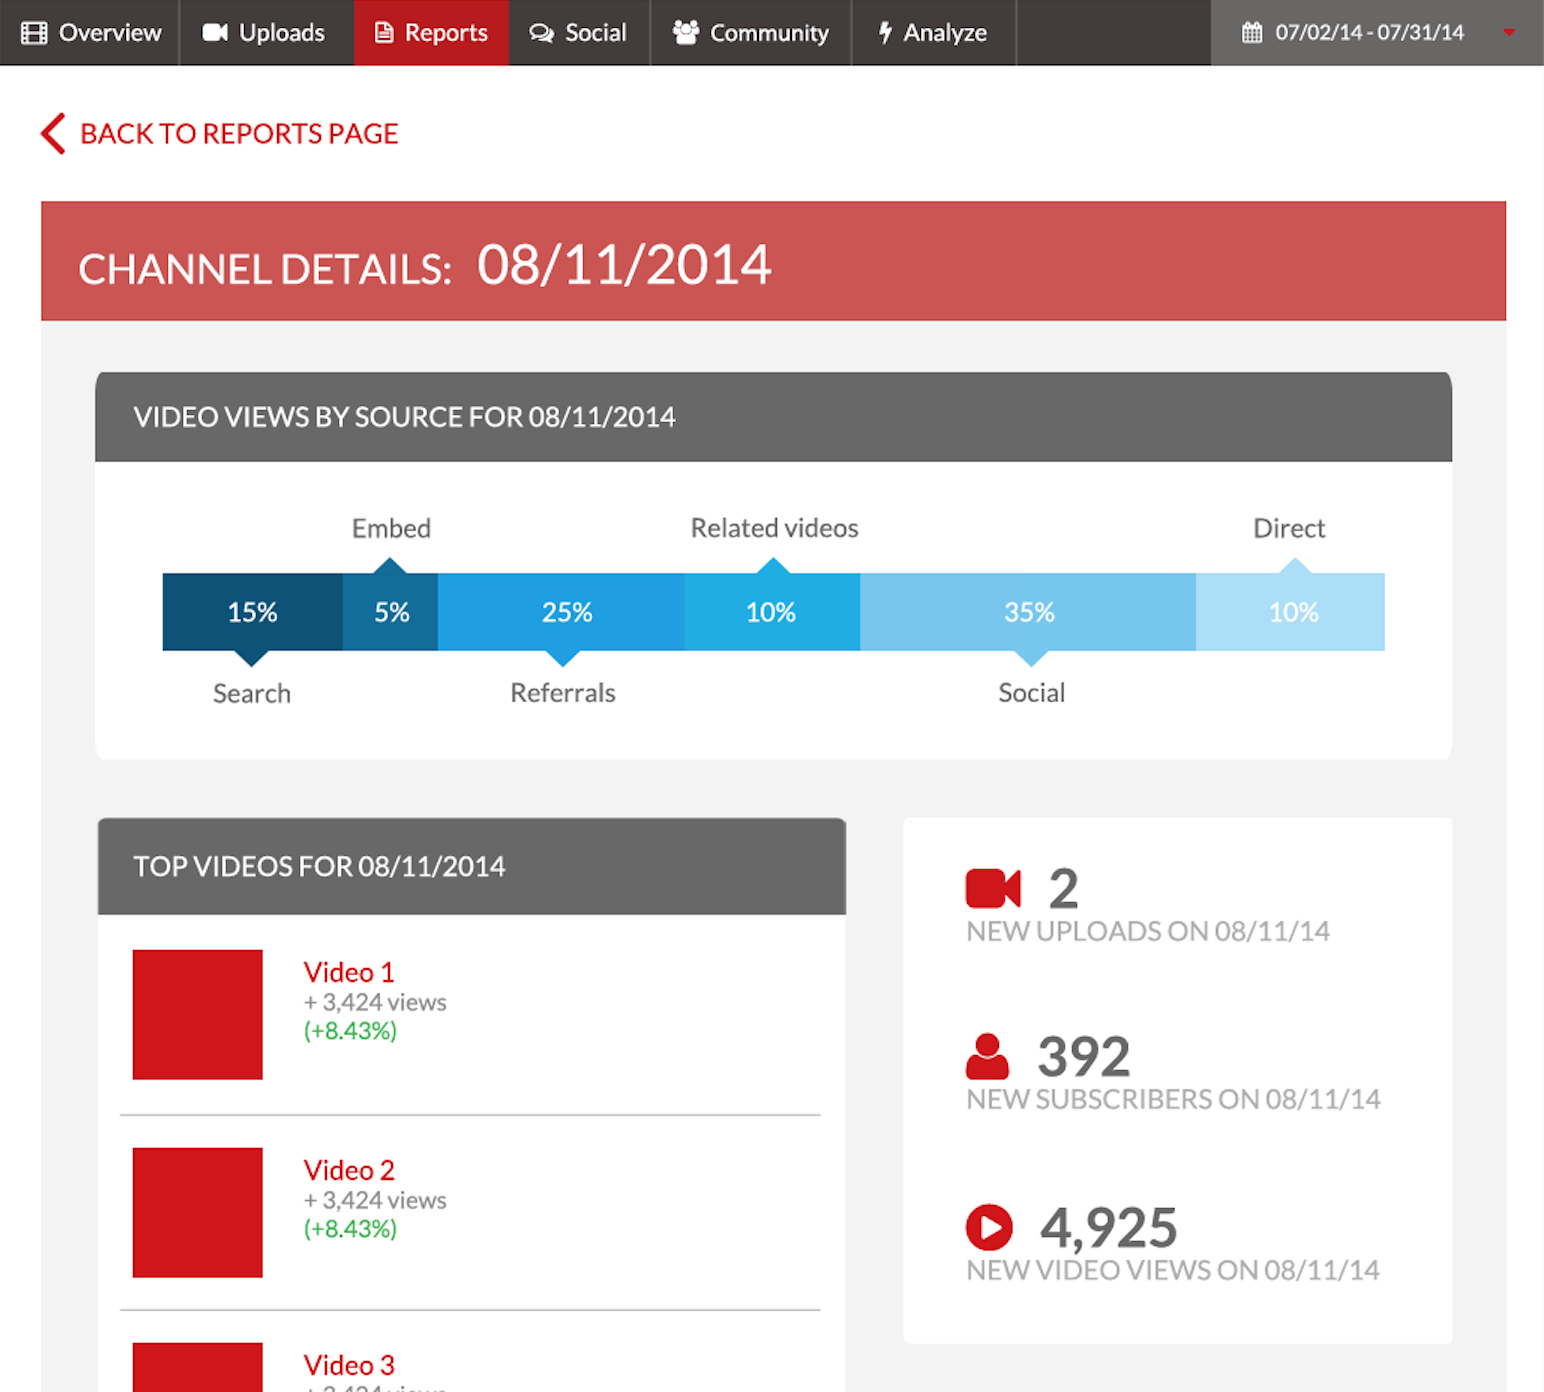 Overview Uploads Reports Social Community Analyze 07/02/14 - 07/31/14
BACK TO REPORTS PAGE
CHANNEL DETAILS: 08/11/2014
VIDEO VIEWS BY SOURCE FOR 08/11/2014
Embed Related videos Direct
15% 5% 25% 10% 35% 10%
Search Referrals Social
TOP VIDEOS FOR 08/11/2014
Video 1
+ 3,424 views
(+8.43%)
Video 2
+ 3,424 views
(+8.43%)
Video 3
+ 3,424 views
2
NEW UPLOADS ON 08/11/14
392
NEW SUBSCRIBERS ON 08/11/14
4,925
NEW VIDEO VIEWS ON 08/11/14